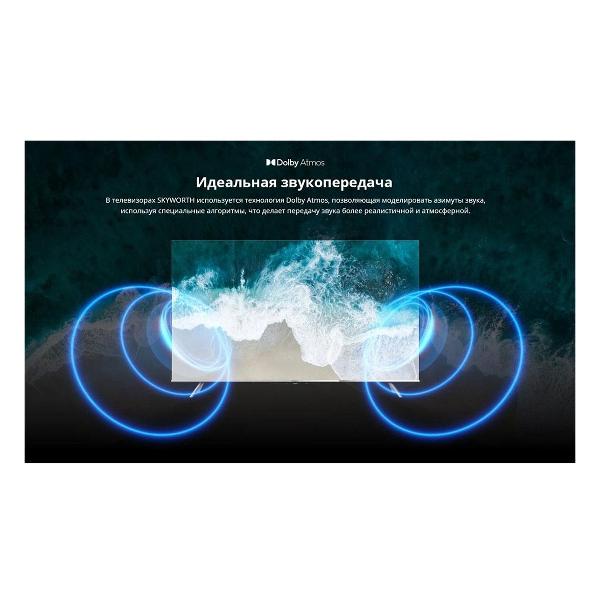 Dolby Atmos
Идеальная звукопередача
В телевизорах SKYWORTH используется технология Dolby Atmos, позволяющая моделировать азимуты звука,
используя специальные алгоритмы, что делает передачу звука более реалистичной и атмосферной.